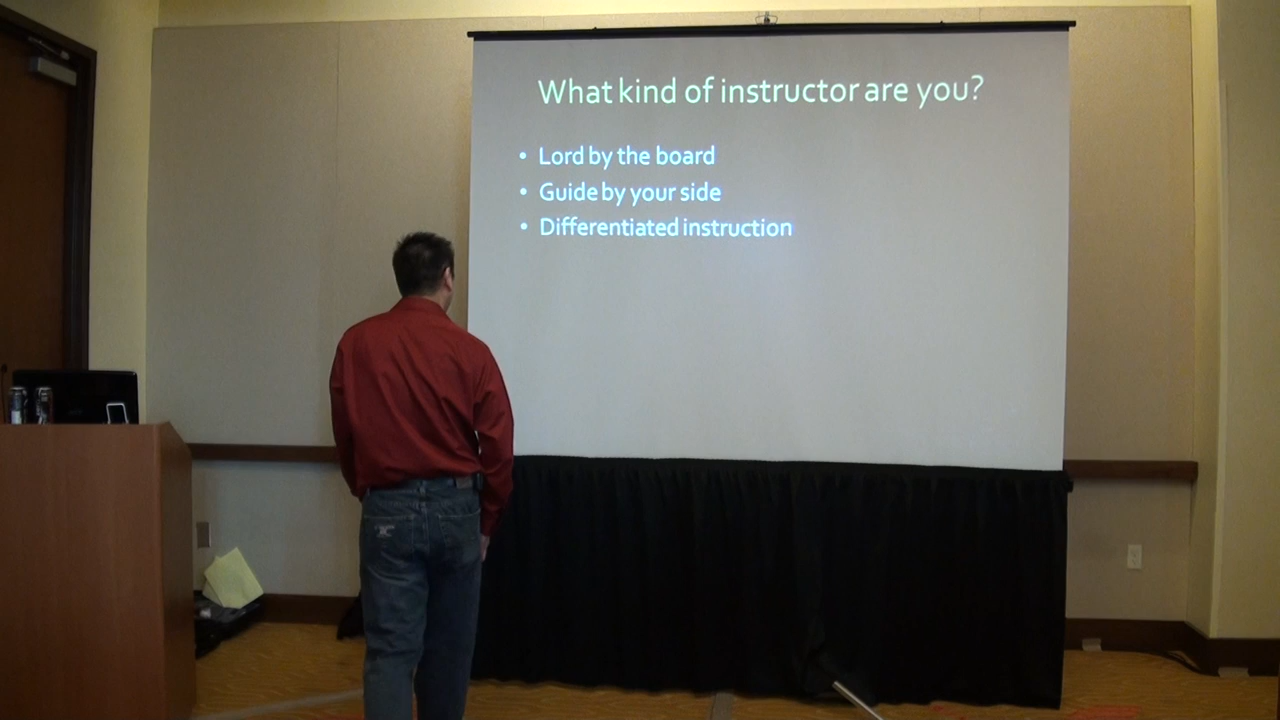 What kind of instructor are you?
• Lord by the board
• Guide by your side
• Differentiated instruction